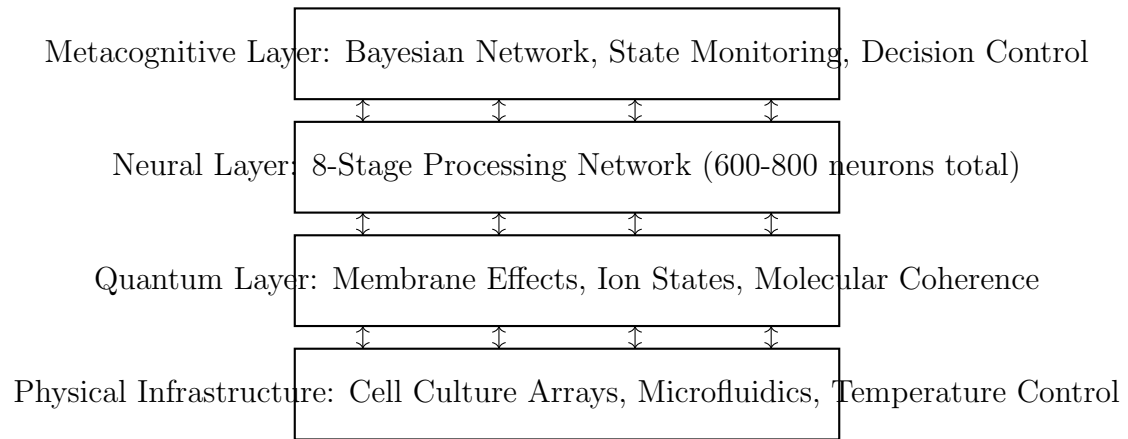 Metacognitive Layer: Bayesian Network, State Monitoring, Decision Control
Neural Layer: 8-Stage Processing Network (600-800 neurons total)
Quantum Layer: Membrane Effects, Ion States, Molecular Coherence
Physical Infrastructure: Cell Culture Arrays, Microfluidics, Temperature Control